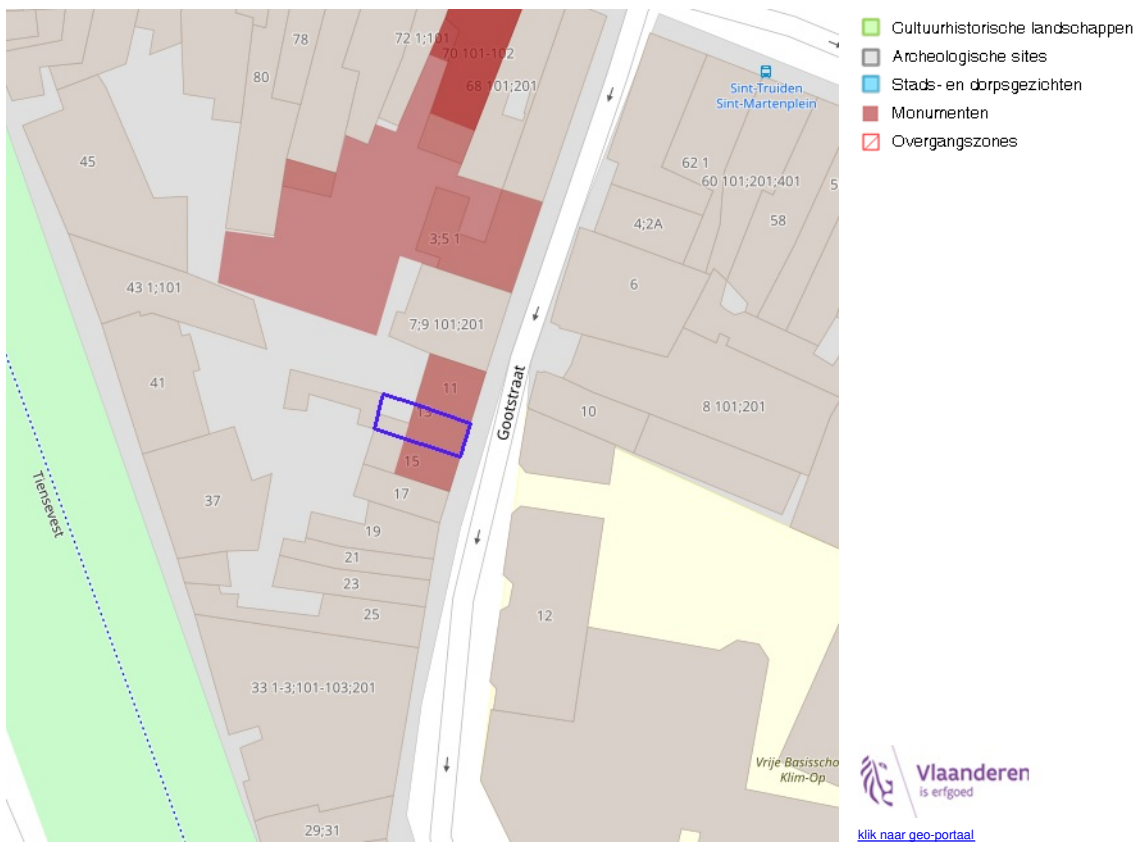 78
72 1;101
70 101-102
68 101;201
80
Sint-Truiden
Sint-Martenplein
45
62 1
60 101;201;401
5
58
4;2A
3;5 1
6
43 1;101
7;9 101;201
41
11
Gootstraat
10
8 101;201
13
15
17
37
Tiensevest
19
21
23
25
12
33 1-3;101-103;201
Vrije Basisscho
Klim-Op
29;31
Cultuurhistorische landschappen
Archeologische sites
Stads- en dorpsgezichten
Monumenten
Overgangszones
Vlaanderen
is erfgoed
klik naar geo-portaal